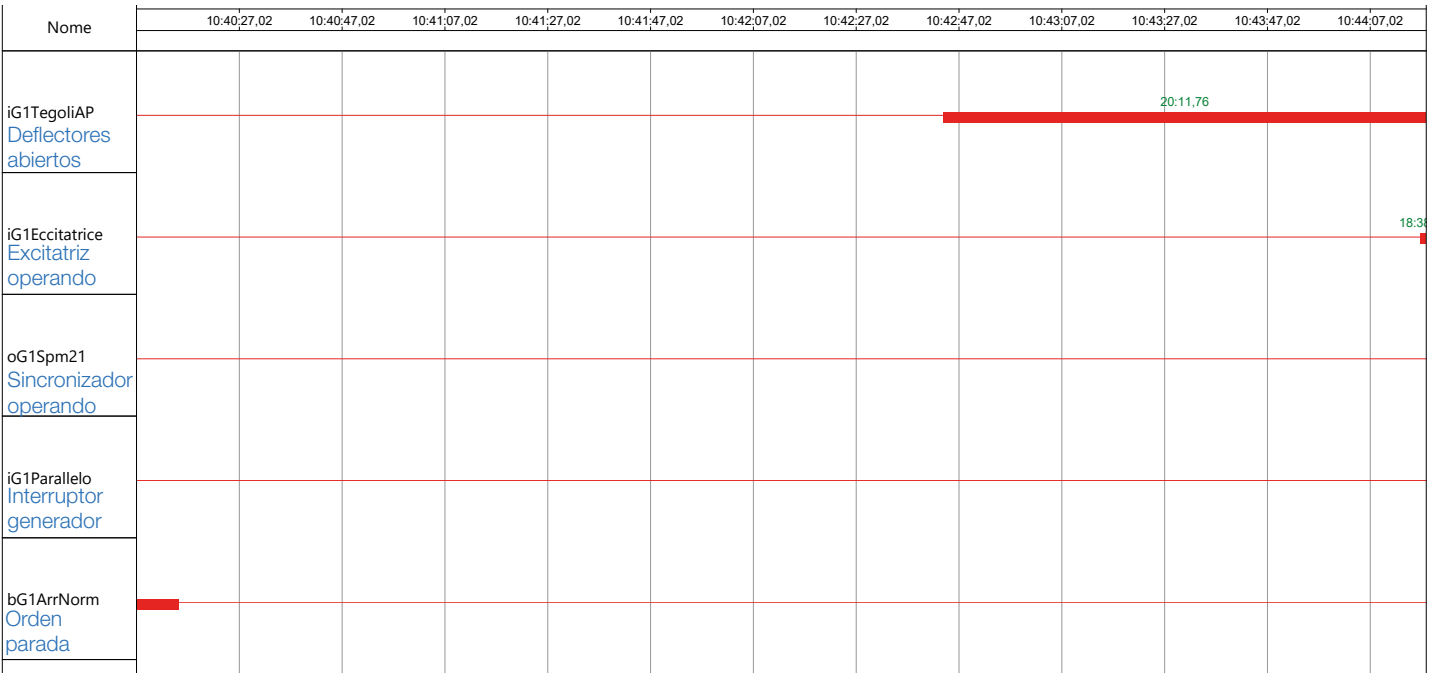 Nome
10:40:27,02 10:40:47,02 10:41:07,02 10:41:27,02 10:41:47,02 10:42:07,02 10:42:27,02 10:42:47,02 10:43:07,02 10:43:27,02 10:43:47,02 10:44:07,02
20:11,76
iG1TegoliAP
Deflectores
abiertos
18:38
iG1Eccitatrice
Excitatriz
operando
oG1Spm21
Sincronizador
operando
iG1Parallelo
Interruptor
generador
bG1ArrNorm
Orden
parada